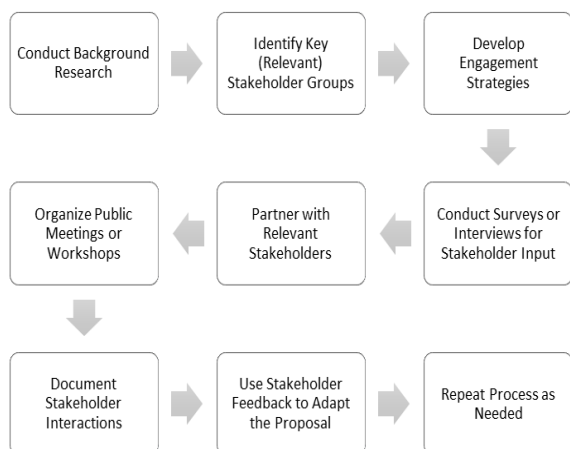 Conduct Background
Research
Identify Key
(Relevant)
Stakeholder Groups
Develop
Engagement
Strategies
Conduct Surveys or
Interviews for
Stakeholder Input
Partner with
Relevant
Stakeholders
Organize Public
Meetings or
Workshops
Document
Stakeholder
Interactions
Use Stakeholder
Feedback to Adapt
the Proposal
Repeat Process as
Needed